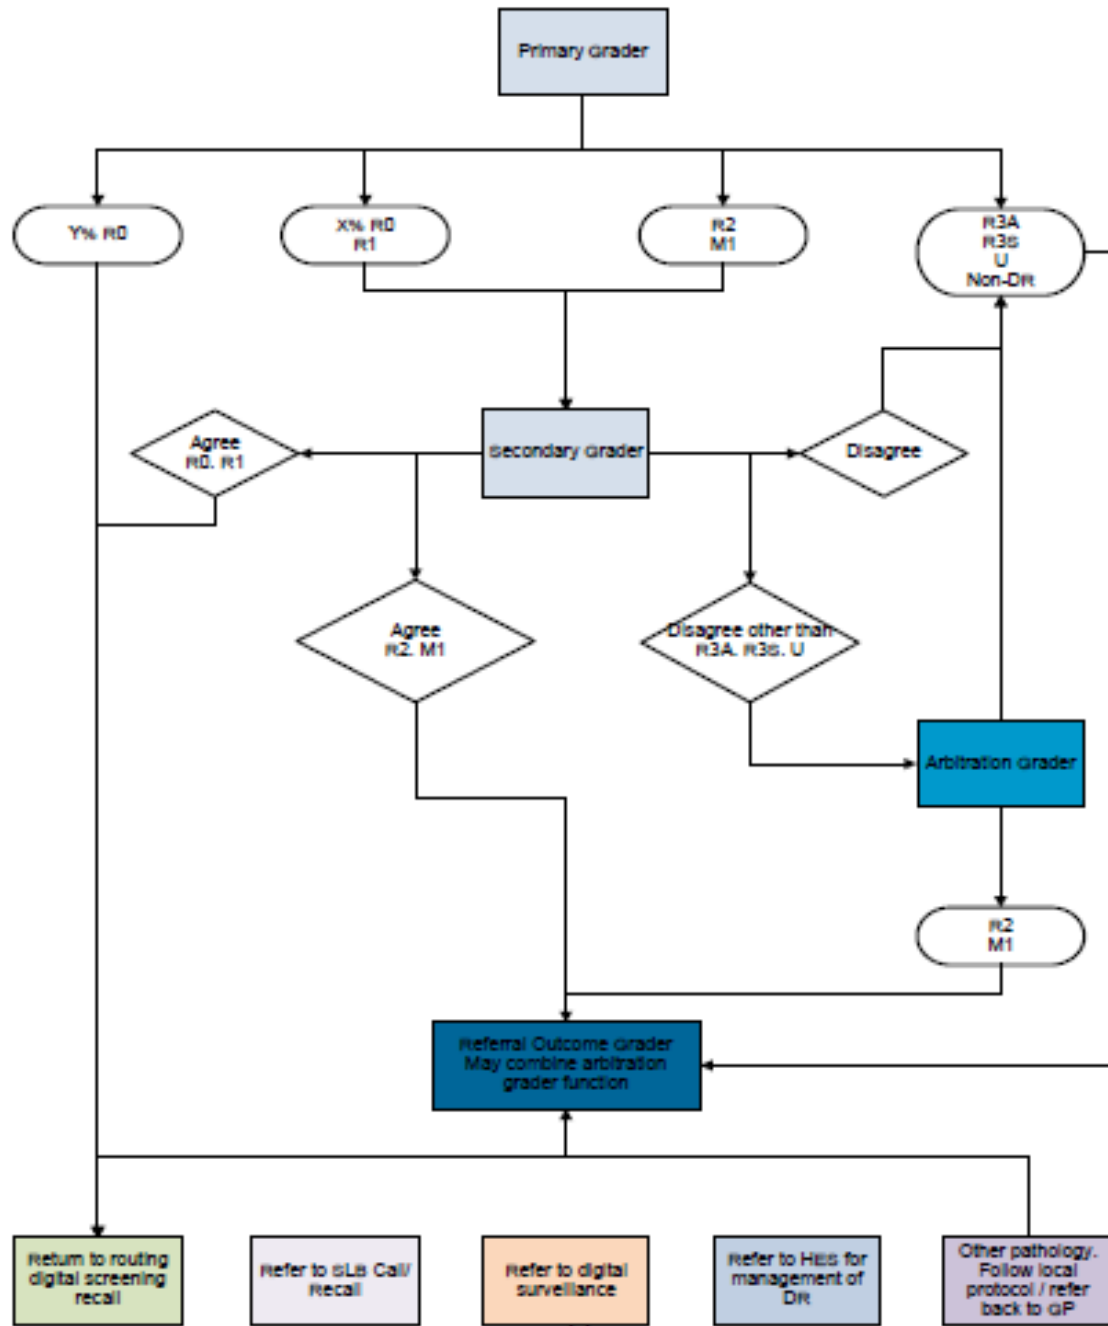 Primary Grader
Y% R0
X% R0
R1
R2
M1
R3A
R3S
U
Non-DR
Agree
R0. R1
Secondary Grader
Disagree
Agree
R2. M1
Disagree other than
R3A. R3S. U
Arbitration Grader
R2
M1
Referral Outcome Grader
May combine arbitration
grader function
Return to routing
digital screening
recall
Refer to SLB Call/
Recall
Refer to digital
surveillance
Refer to HES for
management of
DR
Other pathology.
Follow local
protocol / refer
back to GP